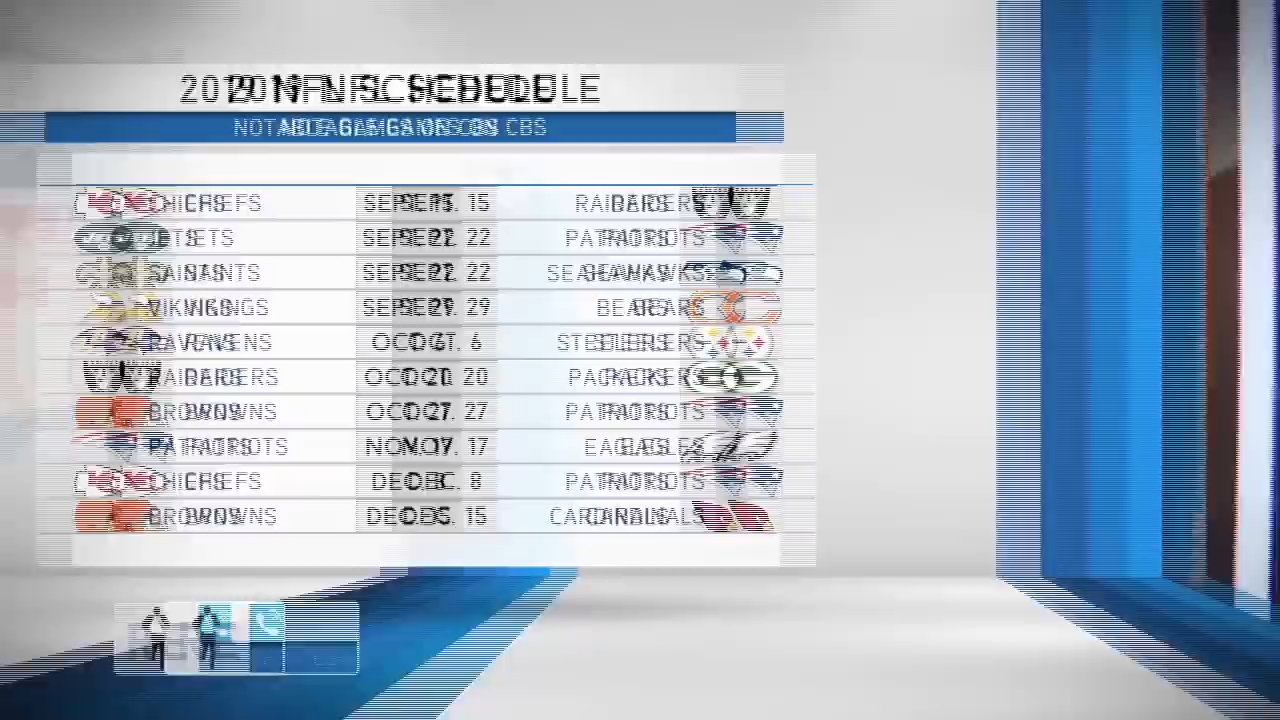 2019 NFL SCHEDULE
NOTABLE GAMES ON CBS
CHIEFS SEPT. 15 RAIDERS
JETS SEPT. 22 PATRIOTS
SAINTS SEPT. 22 SEAHAWKS
VIKINGS SEPT. 29 BEARS
RAVENS OCT. 6 STEELERS
RAIDERS OCT. 20 PACKERS
BROWNS OCT. 27 PATRIOTS
PATRIOTS NOV. 17 EAGLES
CHIEFS DEC. 8 PATRIOTS
BROWNS DEC. 15 CARDINALS